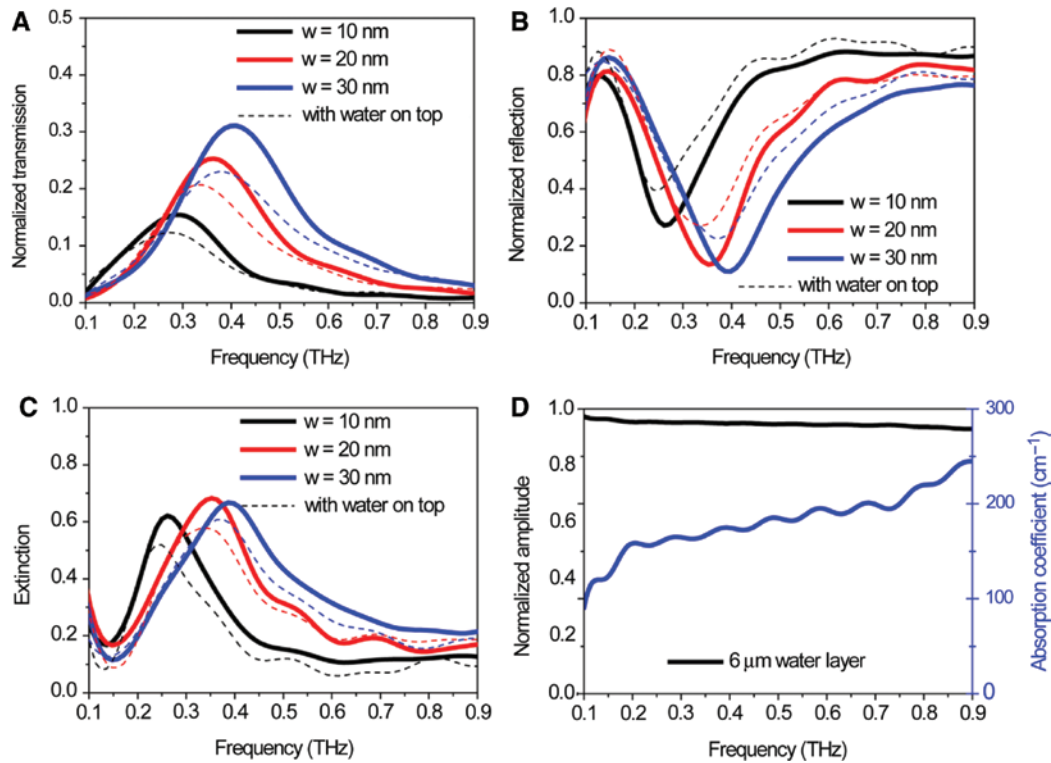 A
Normalized transmission
0.5
0.4
0.3
0.2
0.1
0.0
w = 10 nm
w = 20 nm
w = 30 nm
with water on top
0.1 0.2 0.3 0.4 0.5 0.6 0.7 0.8 0.9
Frequency (THz)
B
Normalized reflection
1.0
0.8
0.6
0.4
0.2
0.0
w = 10 nm
w = 20 nm
w = 30 nm
with water on top
0.1 0.2 0.3 0.4 0.5 0.6 0.7 0.8 0.9
Frequency (THz)
C
Extinction
1.0
0.8
0.6
0.4
0.2
0.0
w = 10 nm
w = 20 nm
w = 30 nm
with water on top
0.1 0.2 0.3 0.4 0.5 0.6 0.7 0.8 0.9
Frequency (THz)
D
Normalized amplitude
1.0
0.8
0.6
0.4
0.2
0.0
6 μm water layer
300
200
100
0
Absorption coefficient (cm⁻¹)
0.1 0.2 0.3 0.4 0.5 0.6 0.7 0.8 0.9
Frequency (THz)